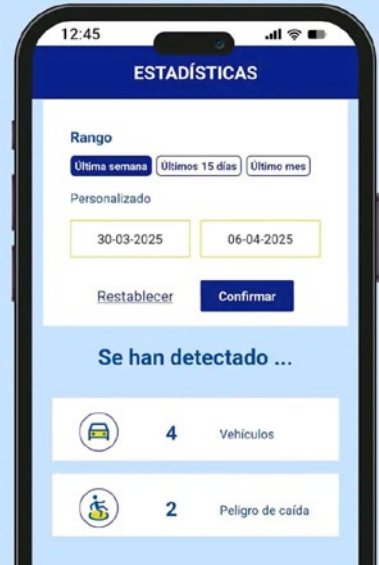 12:45
ESTADÍSTICAS
Rango
Última semana Últimos 15 días Último mes
Personalizado
30-03-2025 06-04-2025
Restablecer Confirmar
Se han detectado ...
4 Vehículos
2 Peligro de caída